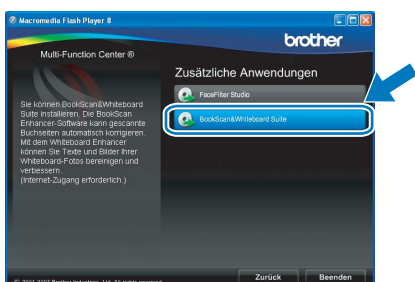 Macromedia Flash Player 8
brother
Multi-Function Center ®
Zusätzliche Anwendungen
FaceFilter Studio
BookScan&Whiteboard Suite
Sie können BookScan&Whiteboard
Suite installieren. Die BookScan
Enhancer-Software kann gescannte
Buchseiten automatisch korrigieren.
Mit dem Whiteboard Enhancer
können Sie Texte und Bilder Ihrer
Whiteboard-Fotos bereinigen und
verbessern.
(Internet-Zugang erforderlich.)
Zurück
Beenden